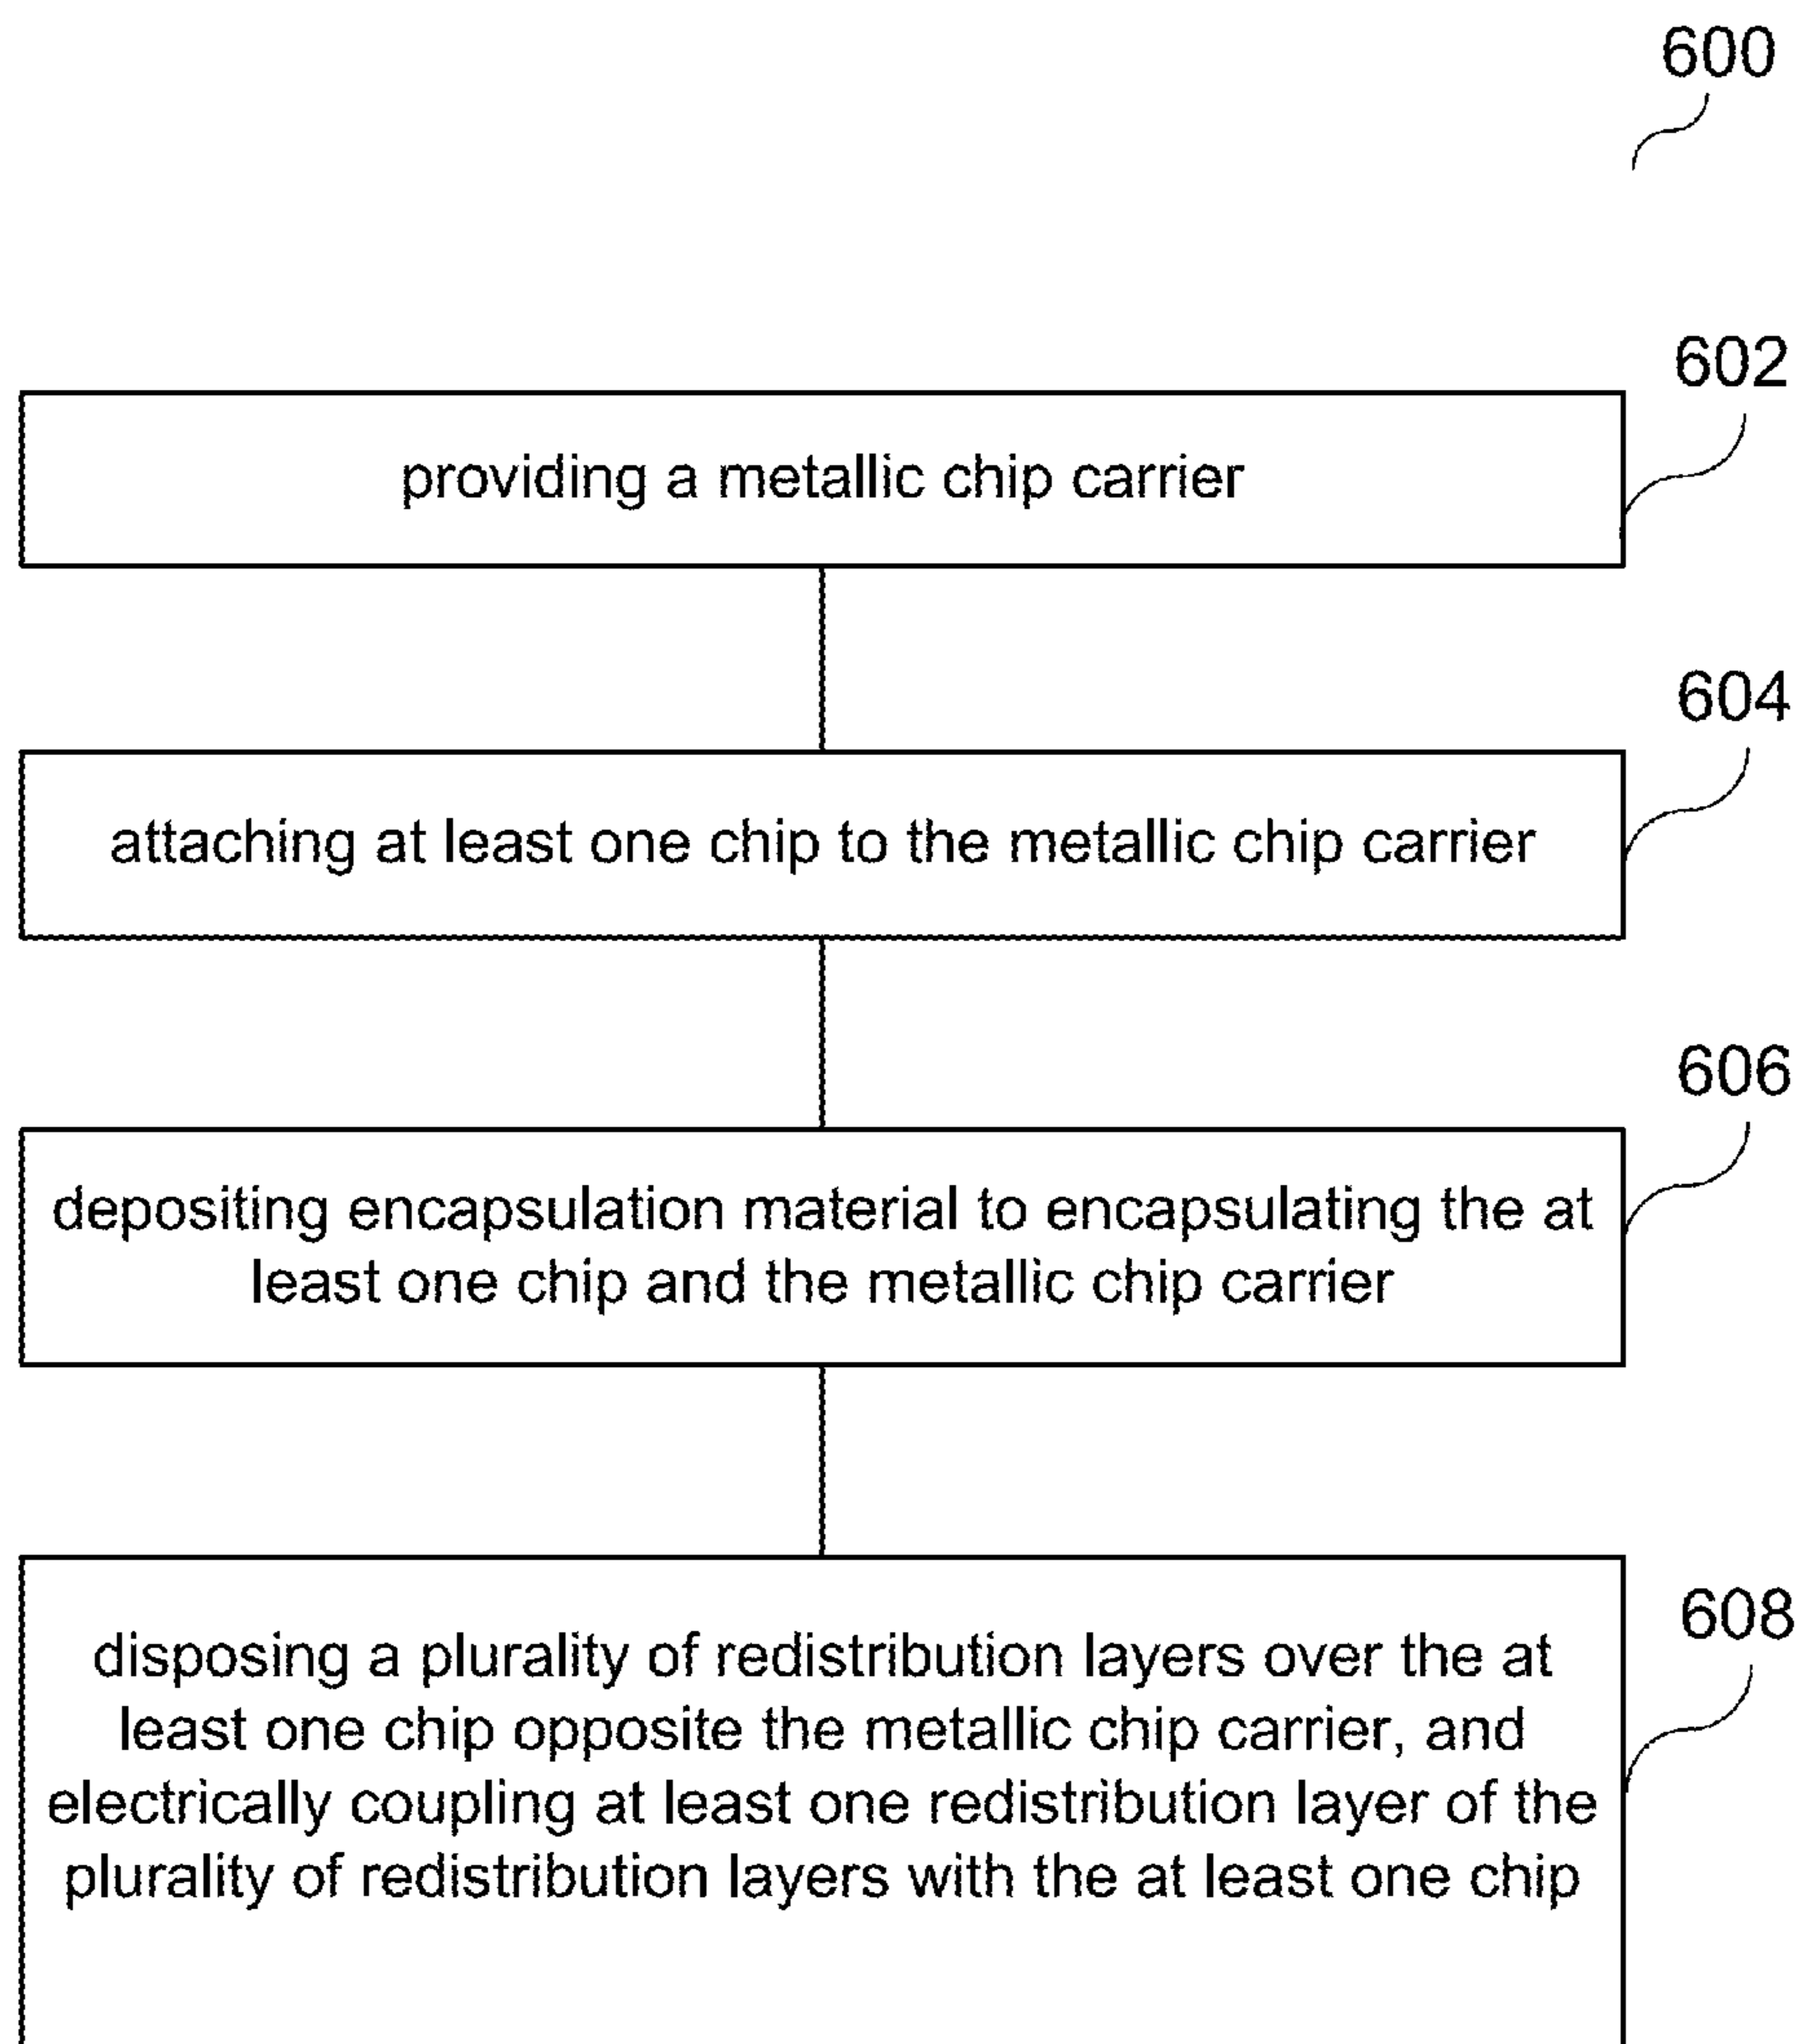 600
602
providing a metallic chip carrier
604
attaching at least one chip to the metallic chip carrier
606
depositing encapsulation material to encapsulating the at
least one chip and the metallic chip carrier
608
disposing a plurality of redistribution layers over the at
least one chip opposite the metallic chip carrier, and
electrically coupling at least one redistribution layer of the
plurality of redistribution layers with the at least one chip